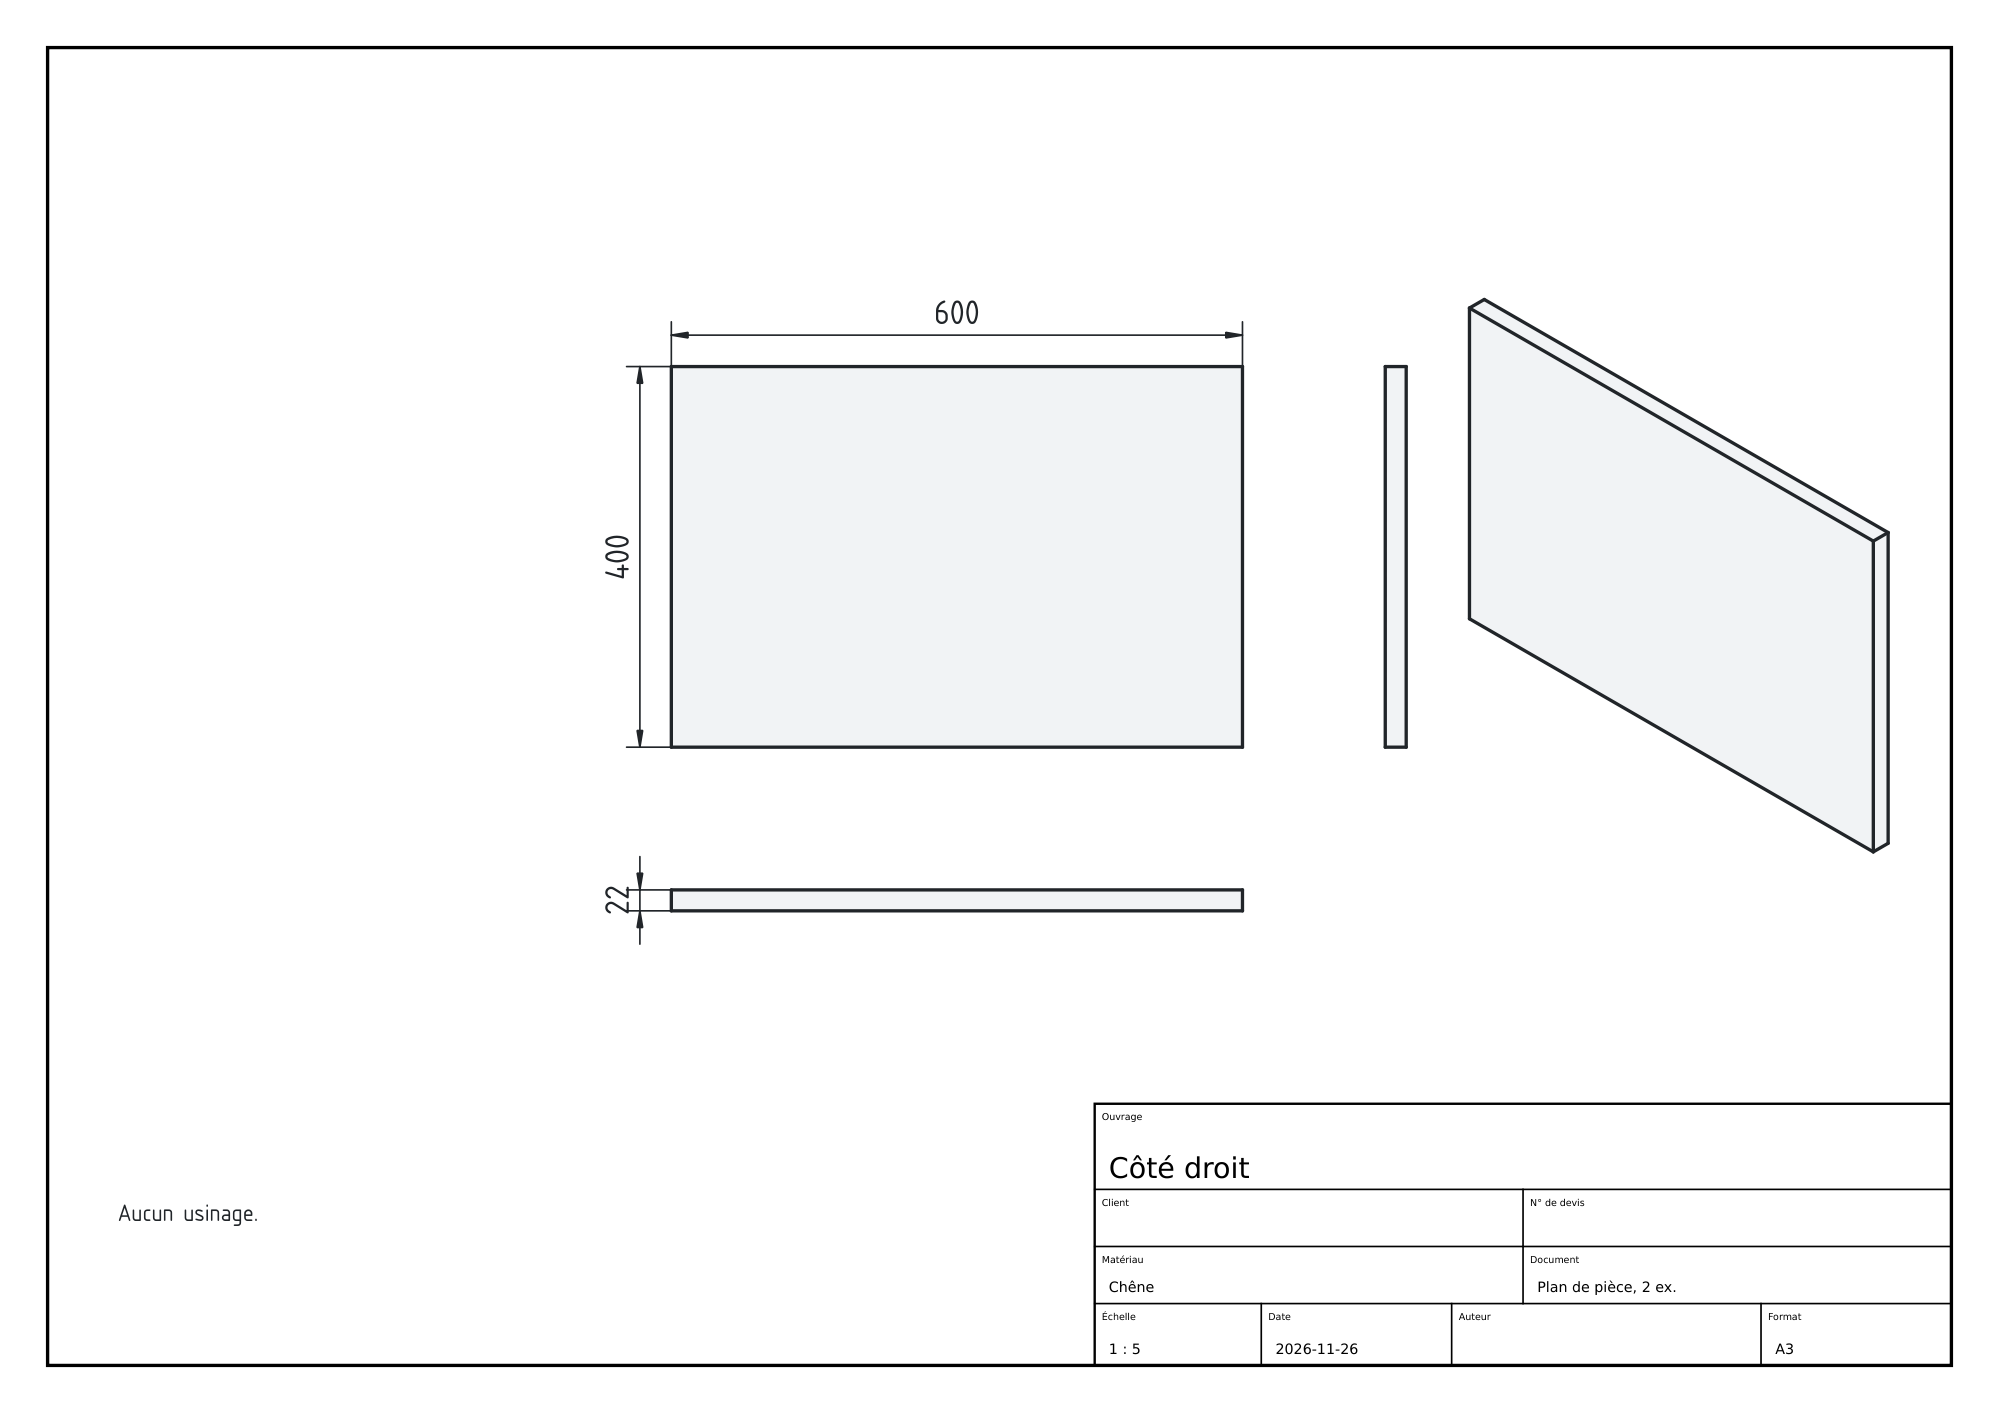 600
400
22
Aucun usinage.
Ouvrage
Côté droit
Client
N° de devis
Matériau
Chêne
Document
Plan de pièce, 2 ex.
Échelle
1 : 5
Date
2026-11-26
Auteur
Format
A3